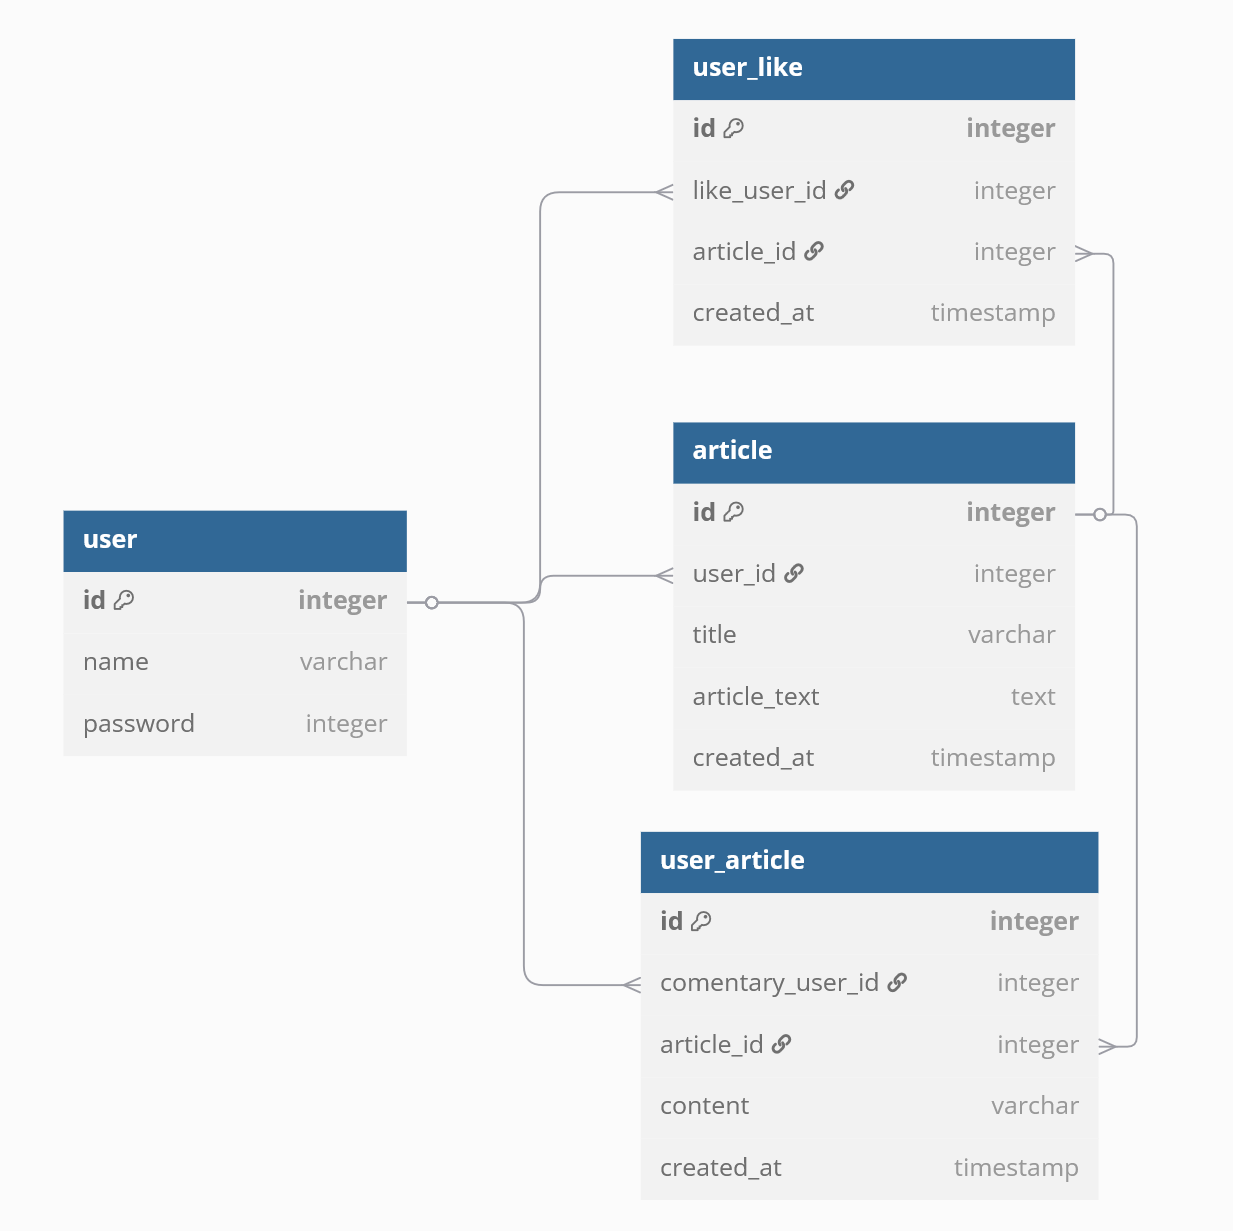 user_like
id integer
like_user_id integer
article_id integer
created_at timestamp
article
id integer
user_id integer
title varchar
article_text text
created_at timestamp
user
id integer
name varchar
password integer
user_article
id integer
comentary_user_id integer
article_id integer
content varchar
created_at timestamp